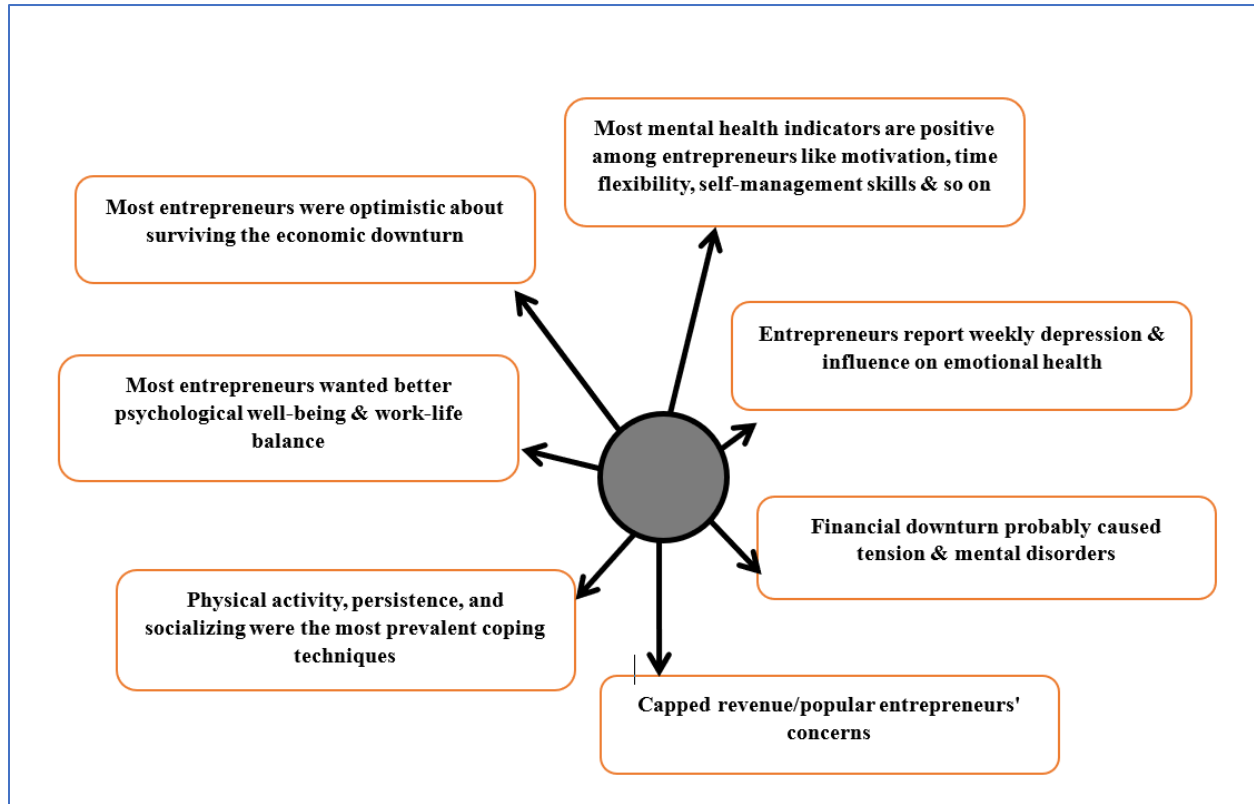 Most mental health indicators are positive
among entrepreneurs like motivation, time
flexibility, self-management skills & so on
Most entrepreneurs were optimistic about
surviving the economic downturn
Entrepreneurs report weekly depression &
influence on emotional health
Most entrepreneurs wanted better
psychological well-being & work-life
balance
Financial downturn probably caused
tension & mental disorders
Physical activity, persistence, and
socializing were the most prevalent coping
techniques
Capped revenue/popular entrepreneurs'
concerns